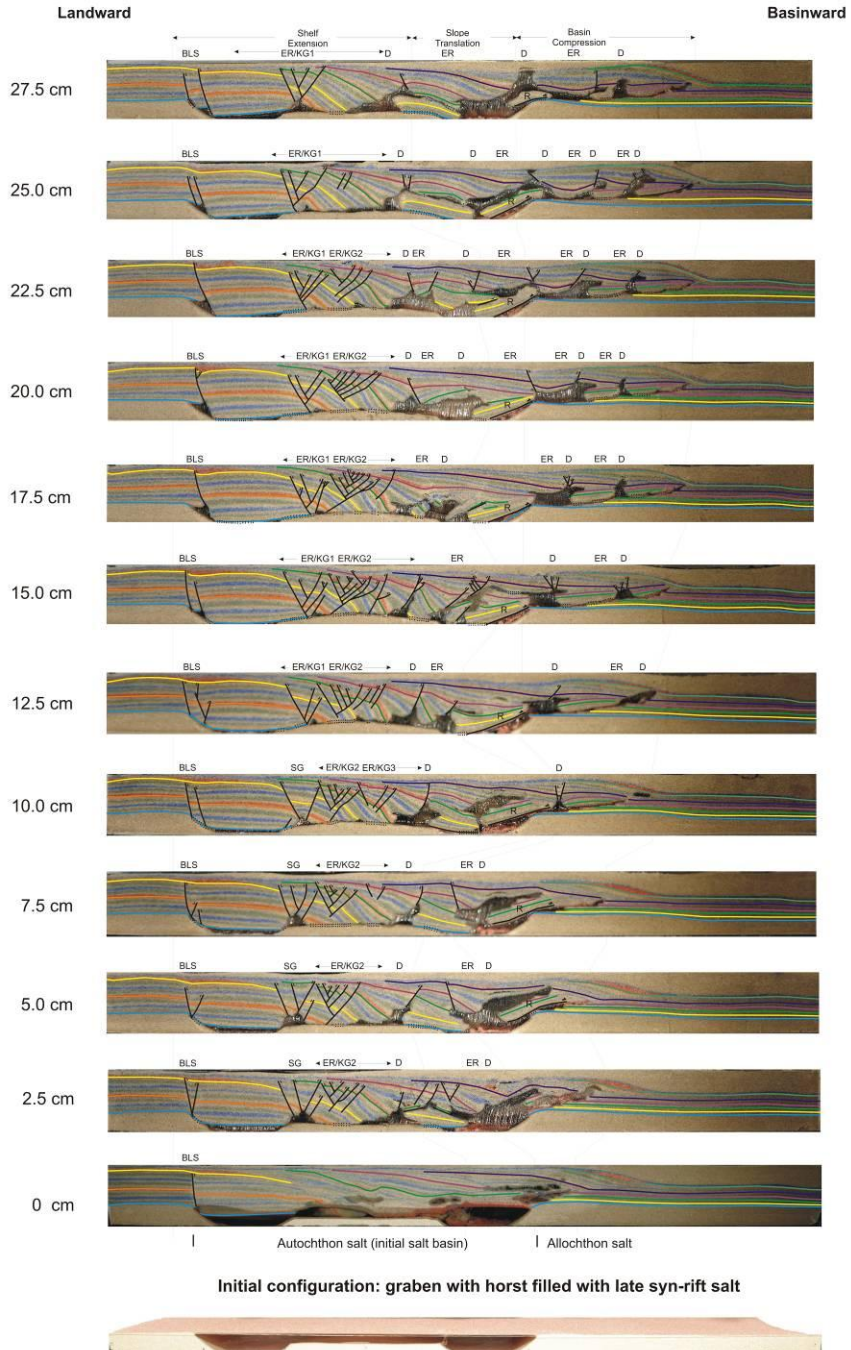 Landward Basinward
Shelf Extension Slope Translation Basin Compression
BLS ER/KG1 D ER D ER D
27.5 cm
R
BLS ER/KG1 D D ER D ER D ER D
25.0 cm
R
BLS ER/KG1 ER/KG2 D ER D ER ER D ER D
22.5 cm
R
BLS ER/KG1 ER/KG2 D ER D ER ER D ER D
20.0 cm
R
BLS ER/KG1 ER/KG2 ER D ER D ER D
17.5 cm
R
BLS ER/KG1 ER/KG2 ER D ER D
15.0 cm
R
BLS ER/KG1 ER/KG2 D ER D ER D
12.5 cm
R
BLS SG ER/KG2 ER/KG3 D D
10.0 cm
R
BLS SG ER/KG2 D ER D
7.5 cm
R
BLS SG ER/KG2 D ER D
5.0 cm
R
BLS SG ER/KG2 D ER D
2.5 cm
BLS
0 cm
Autochthon salt (initial salt basin) Allochthon salt
Initial configuration: graben with horst filled with late syn-rift salt